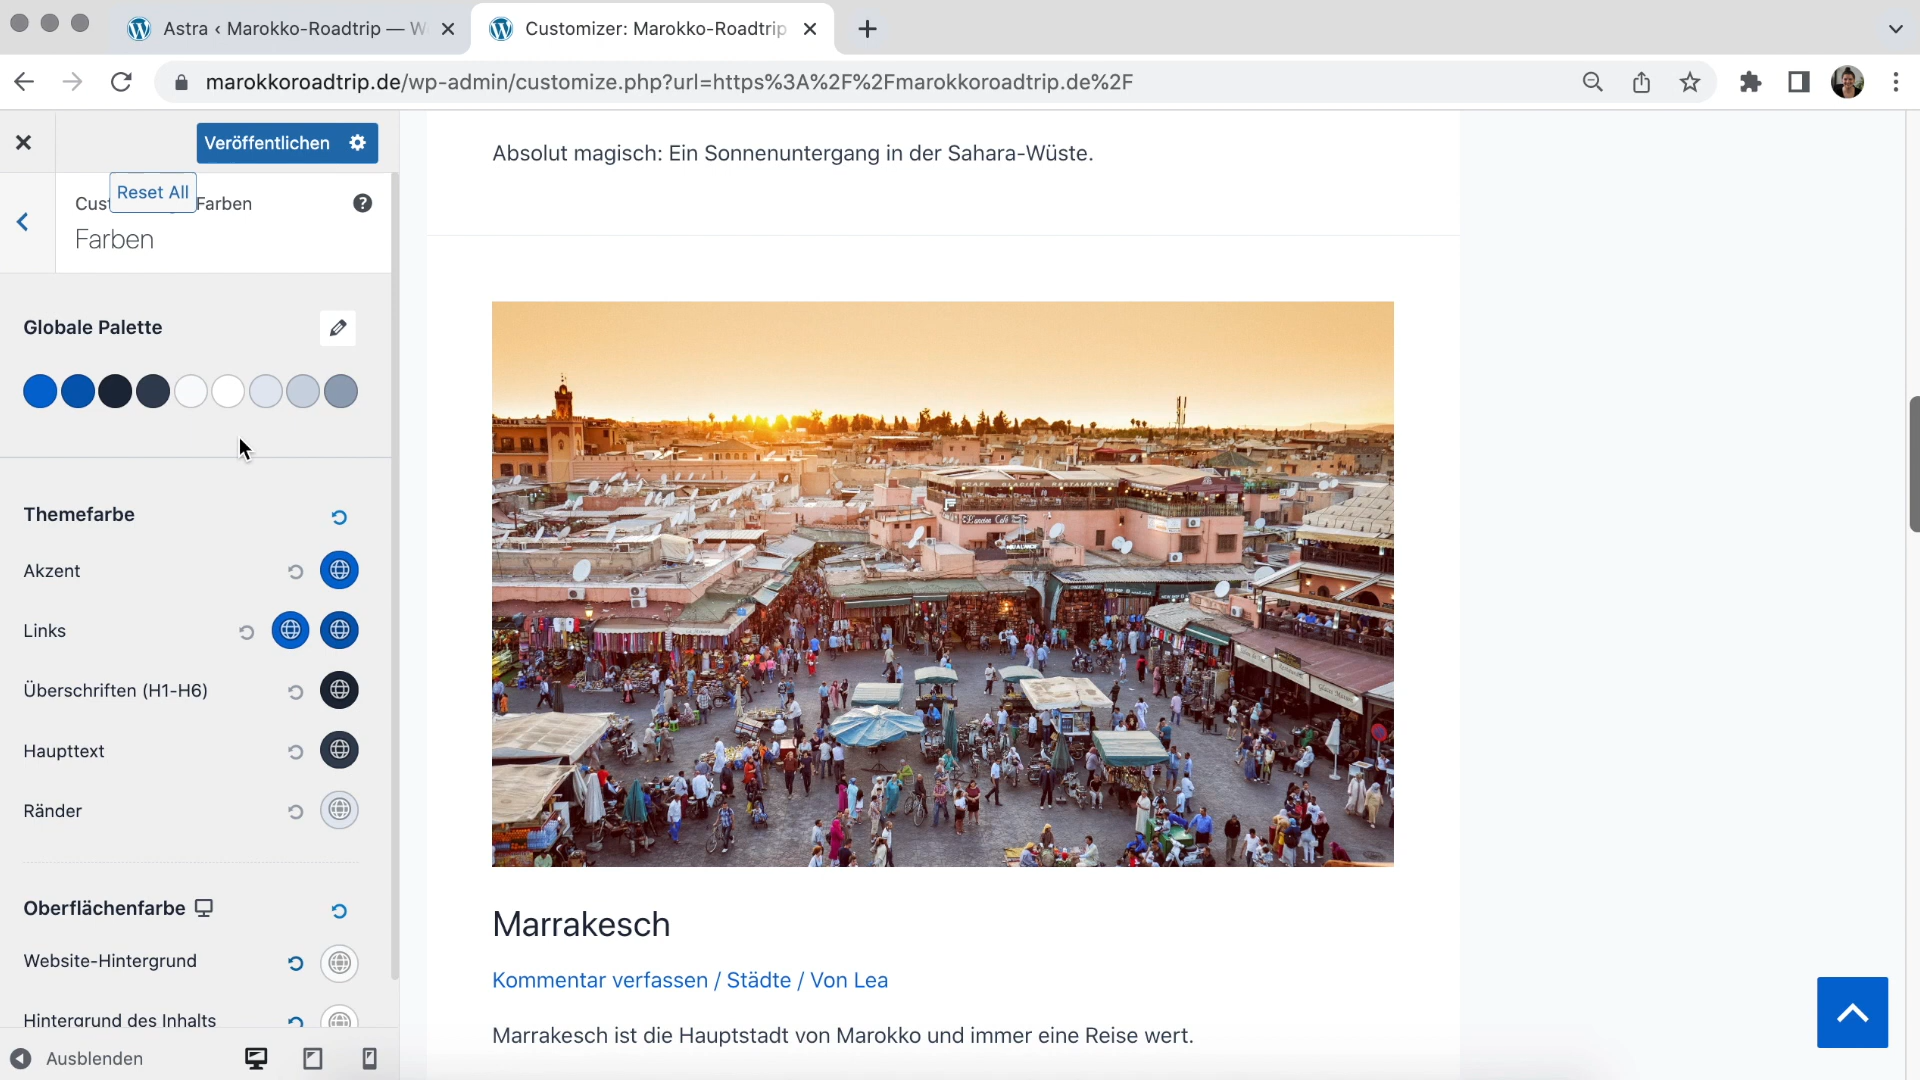 Astra ‹ Marokko-Roadtrip — W
Customizer: Marokko-Roadtrip
marokkoroadtrip.de/wp-admin/customize.php?url=https%3A%2F%2Fmarokkoroadtrip.de%2F
Veröffentlichen
Reset All
Cus Farben
Farben
Globale Palette
Themefarbe
Akzent
Links
Überschriften (H1-H6)
Haupttext
Ränder
Oberflächenfarbe
Website-Hintergrund
Hintergrund des Inhalts
Ausblenden
Absolut magisch: Ein Sonnenuntergang in der Sahara-Wüste.
Marrakesch
Kommentar verfassen / Städte / Von Lea
Marrakesch ist die Hauptstadt von Marokko und immer eine Reise wert.